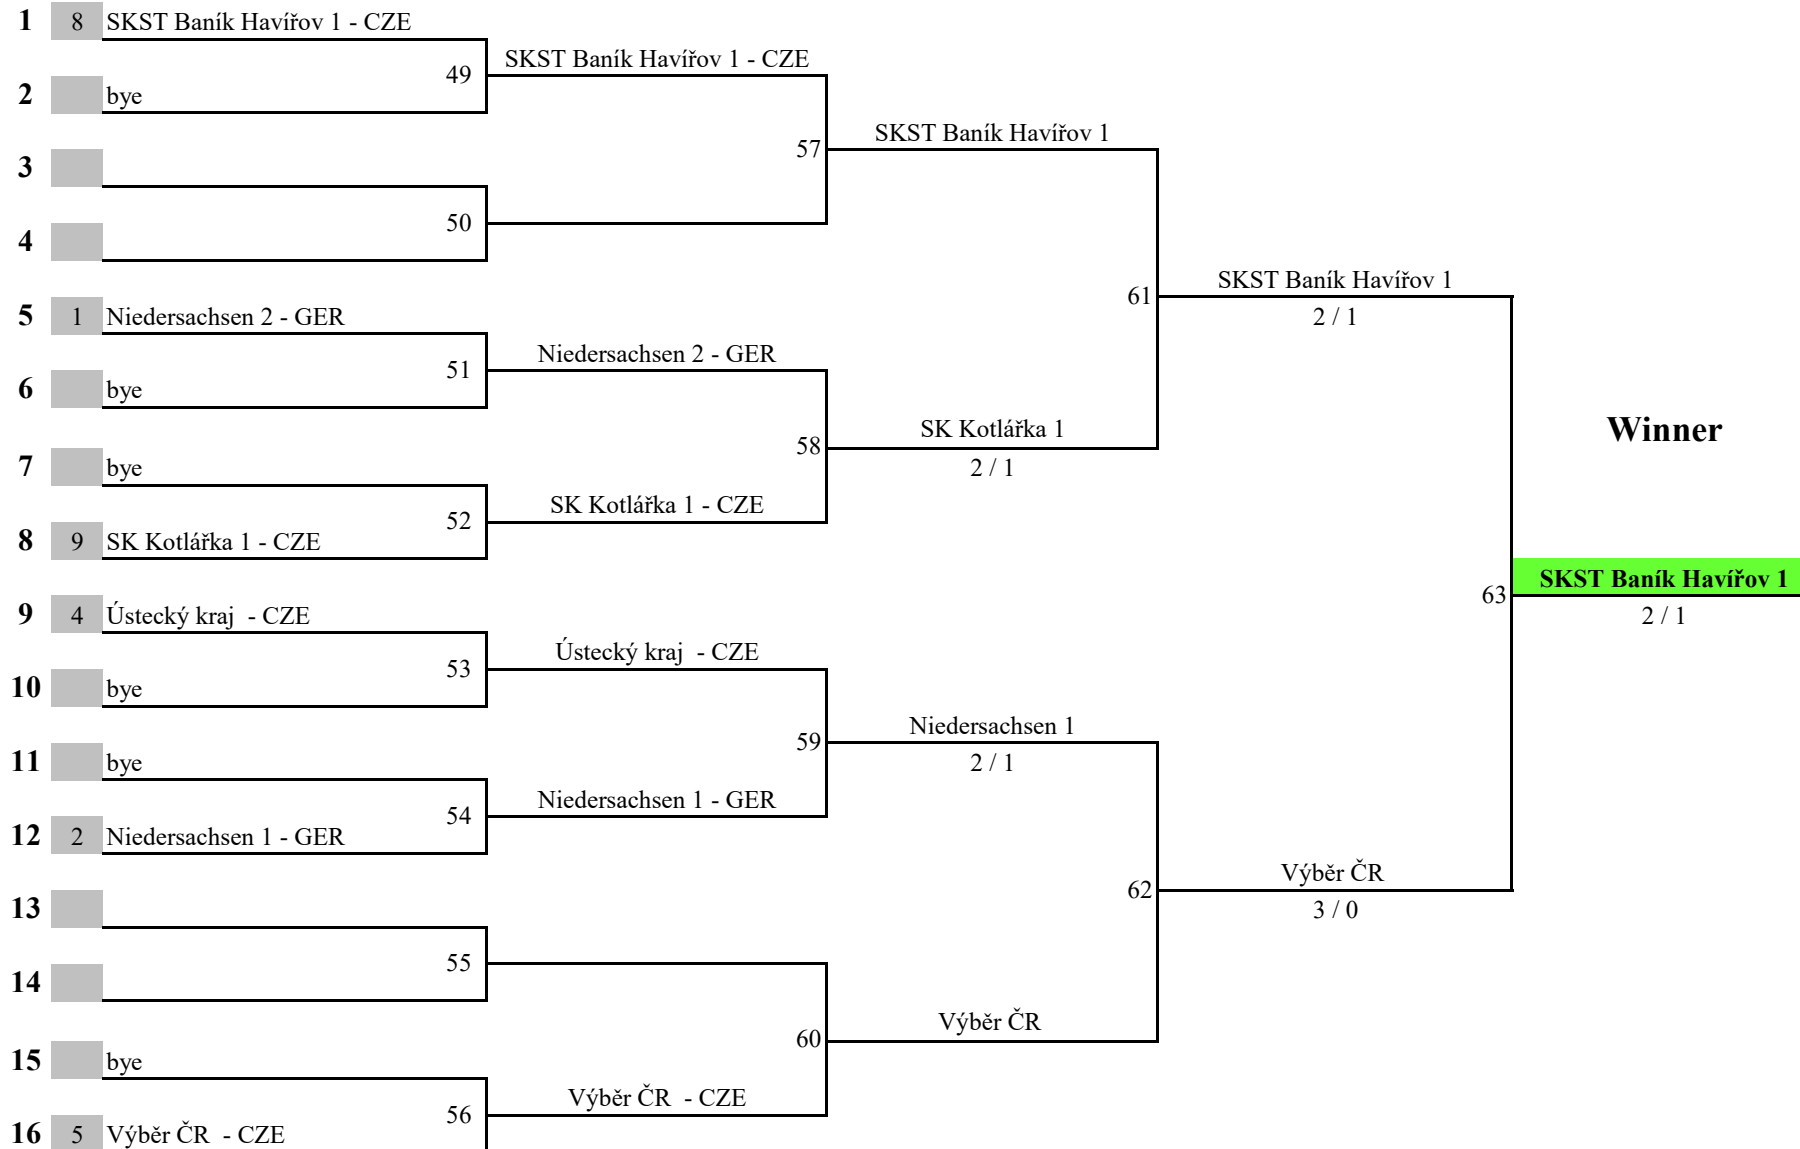 1 8 SKST Baník Havířov 1 - CZE
49 SKST Baník Havířov 1 - CZE
2 bye
57 SKST Baník Havířov 1
3
50
4
61 SKST Baník Havířov 1
2 / 1
5 1 Niedersachsen 2 - GER
51 Niedersachsen 2 - GER
6 bye
58 SK Kotlářka 1
2 / 1
Winner
7 bye
52 SK Kotlářka 1 - CZE
8 9 SK Kotlářka 1 - CZE
63 SKST Baník Havířov 1
2 / 1
9 4 Ústecký kraj - CZE
53 Ústecký kraj - CZE
10 bye
59 Niedersachsen 1
2 / 1
11 bye
54 Niedersachsen 1 - GER
12 2 Niedersachsen 1 - GER
62 Výběr ČR
3 / 0
13
55
14
60 Výběr ČR
15 bye
56 Výběr ČR - CZE
16 5 Výběr ČR - CZE